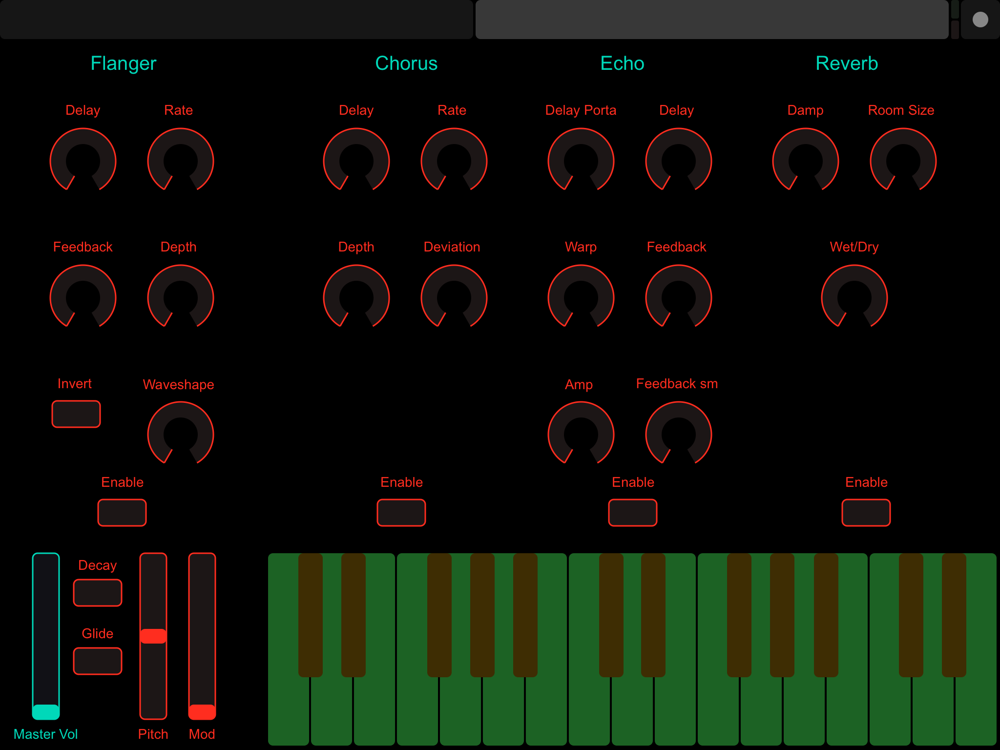 Flanger
Chorus
Echo
Reverb
Delay
Rate
Delay
Rate
Delay Porta
Delay
Damp
Room Size
Feedback
Depth
Depth
Deviation
Warp
Feedback
Wet/Dry
Invert
Waveshape
Amp
Feedback sm
Enable
Enable
Enable
Enable
Decay
Glide
Master Vol
Pitch
Mod